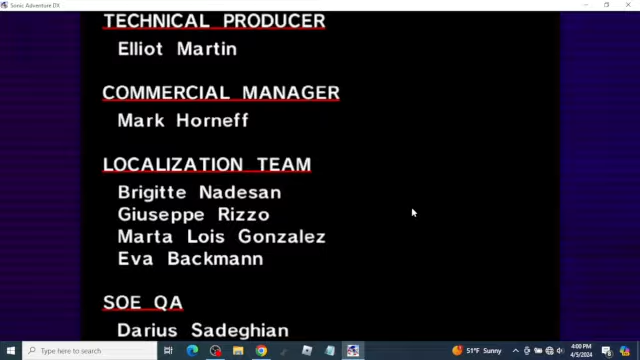 Sonic Adventure DX
TECHNICAL PRODUCER
Elliot Martin
COMMERCIAL MANAGER
Mark Horneff
LOCALIZATION TEAM
Brigitte Nadesan
Giuseppe Rizzo
Marta Lois Gonzalez
Eva Backmann
SOE QA
Darius Sadeghian
Type here to search
51°F Sunny
4:00 PM
4/5/2024